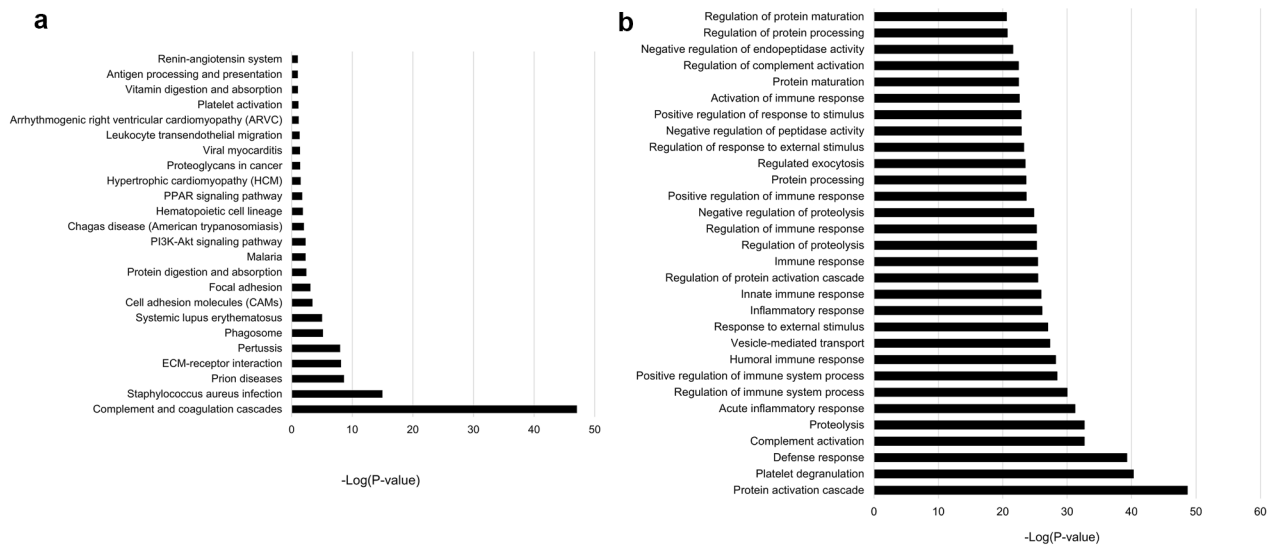 a
Renin-angiotensin system
Antigen processing and presentation
Vitamin digestion and absorption
Platelet activation
Arrhythmogenic right ventricular cardiomyopathy (ARVC)
Leukocyte transendothelial migration
Viral myocarditis
Proteoglycans in cancer
Hypertrophic cardiomyopathy (HCM)
PPAR signaling pathway
Hematopoietic cell lineage
Chagas disease (American trypanosomiasis)
PI3K-Akt signaling pathway
Malaria
Protein digestion and absorption
Focal adhesion
Cell adhesion molecules (CAMs)
Systemic lupus erythematosus
Phagosome
Pertussis
ECM-receptor interaction
Prion diseases
Staphylococcus aureus infection
Complement and coagulation cascades
0 10 20 30 40 50
-Log(P-value)
b
Regulation of protein maturation
Regulation of protein processing
Negative regulation of endopeptidase activity
Regulation of complement activation
Protein maturation
Activation of immune response
Positive regulation of response to stimulus
Negative regulation of peptidase activity
Regulation of response to external stimulus
Regulated exocytosis
Protein processing
Positive regulation of immune response
Negative regulation of proteolysis
Regulation of immune response
Regulation of proteolysis
Immune response
Regulation of protein activation cascade
Innate immune response
Inflammatory response
Response to external stimulus
Vesicle-mediated transport
Humoral immune response
Positive regulation of immune system process
Regulation of immune system process
Acute inflammatory response
Proteolysis
Complement activation
Defense response
Platelet degranulation
Protein activation cascade
0 10 20 30 40 50 60
-Log(P-value)